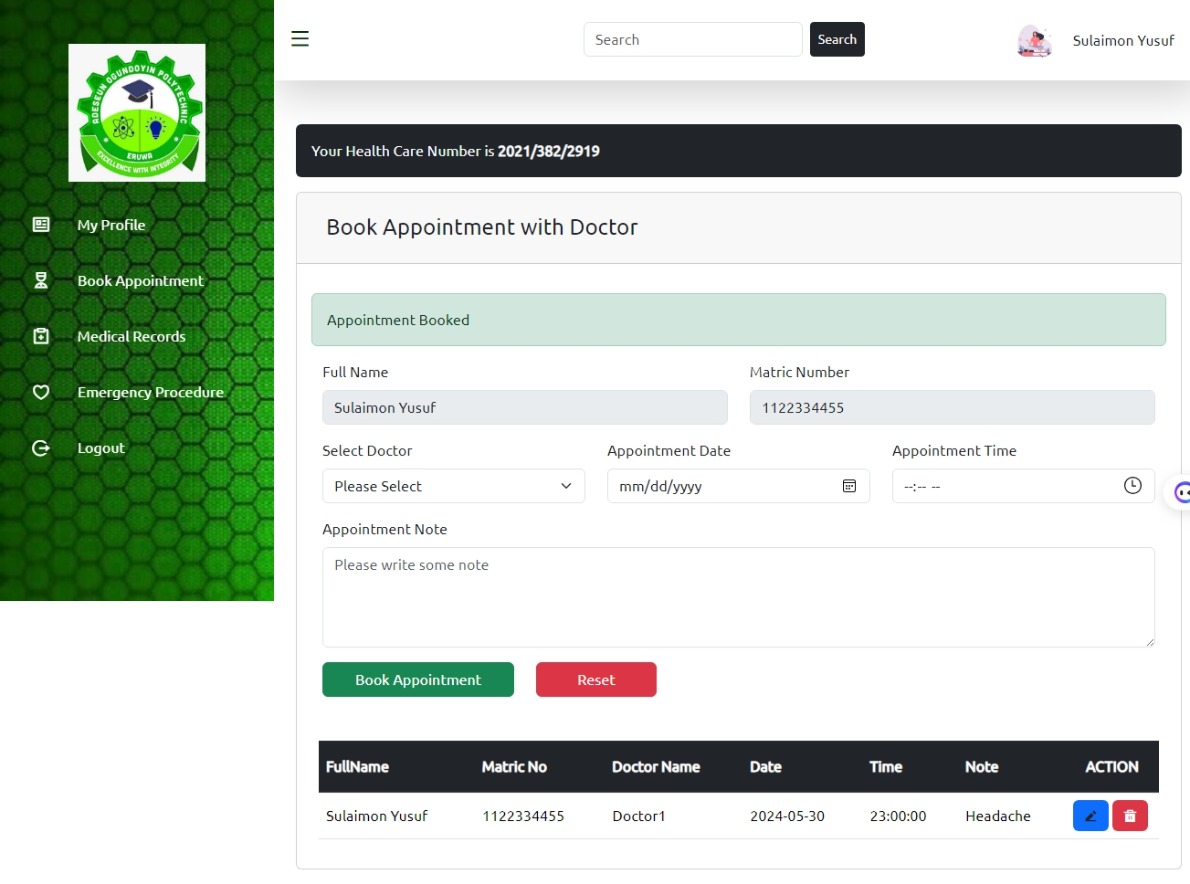 ADESEUN OGUNDOYIN POLYTECHNIC
ERUWA
EXCELLENCE WITH INTEGRITY
My Profile
Book Appointment
Medical Records
Emergency Procedure
Logout
Search Search Sulaimon Yusuf
Your Health Care Number is 2021/382/2919
Book Appointment with Doctor
Appointment Booked
Full Name Matric Number
Sulaimon Yusuf 1122334455
Select Doctor Appointment Date Appointment Time
Please Select mm/dd/yyyy --:-- --
Appointment Note
Please write some note
Book Appointment Reset
FullName Matric No Doctor Name Date Time Note ACTION
Sulaimon Yusuf 1122334455 Doctor1 2024-05-30 23:00:00 Headache